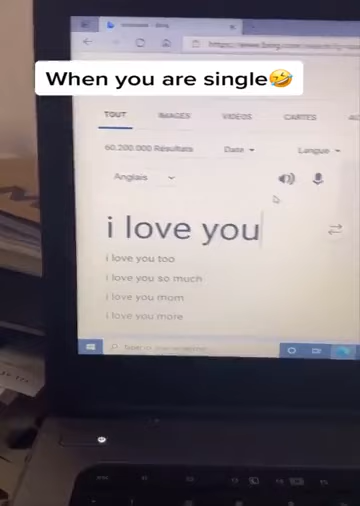 When you are single🤣
TOUT IMAGES VIDÉOS CARTES
60.200.000 Résultats Date Langue
Anglais
i love you
i love you too
i love you so much
i love you mom
i love you more